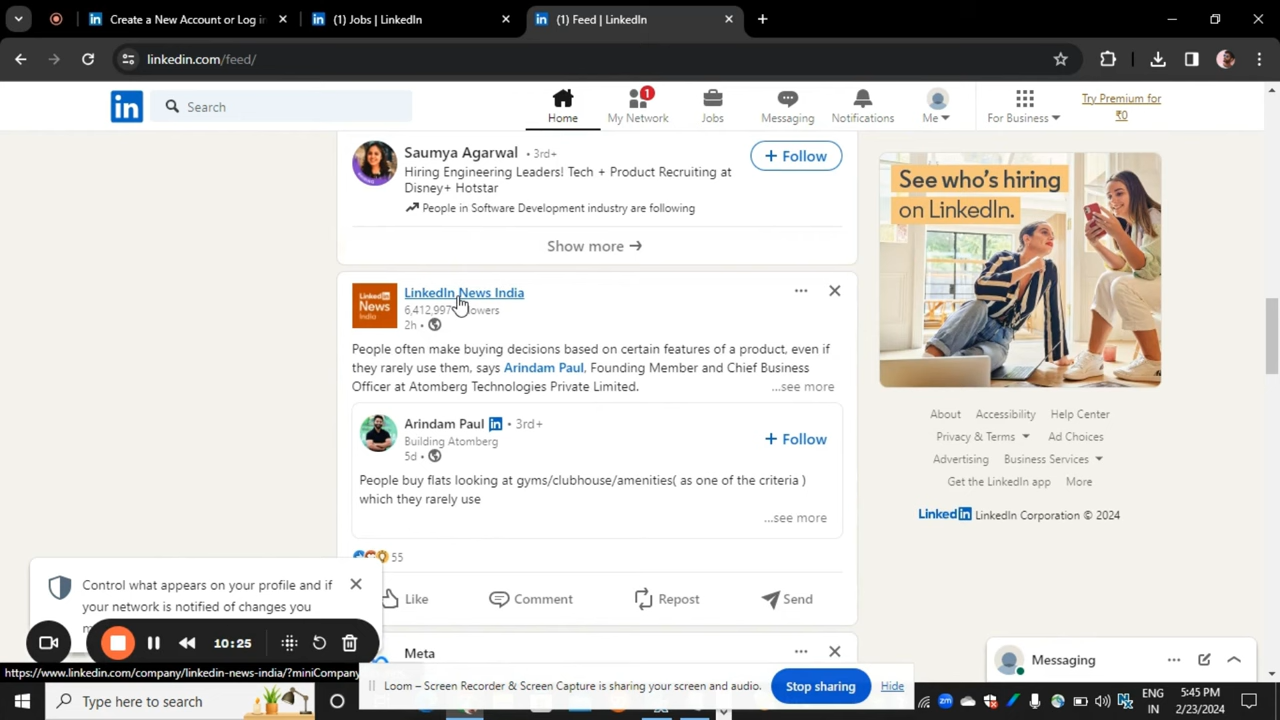 Create a New Account or Log in
(1) Jobs | LinkedIn
(1) Feed | LinkedIn
linkedin.com/feed/
in
Search
Home
1
My Network
Jobs
Messaging
Notifications
Me
For Business
Try Premium for
₹0
Saumya Agarwal • 3rd+
Hiring Engineering Leaders! Tech + Product Recruiting at
Disney+ Hotstar
People in Software Development industry are following
+ Follow
Show more →
LinkedIn News India
LinkedIn News India
6,412,997
2h •
People often make buying decisions based on certain features of a product, even if
they rarely use them, says Arindam Paul, Founding Member and Chief Business
Officer at Atomberg Technologies Private Limited. ...see more
Arindam Paul in • 3rd+
Building Atomberg
5d •
+ Follow
People buy flats looking at gyms/clubhouse/amenities( as one of the criteria )
which they rarely use
...see more
55
Like
Comment
Repost
Send
Meta
See who's hiring
on LinkedIn.
About Accessibility Help Center
Privacy & Terms Ad Choices
Advertising Business Services
Get the LinkedIn app More
LinkedIn LinkedIn Corporation © 2024
Control what appears on your profile and if
your network is notified of changes you
10:25
Messaging
https://www.linkedin.com/company/linkedin-news-india/?miniCompany
Loom – Screen Recorder & Screen Capture is sharing your screen and audio.
Stop sharing
Hide
Type here to search
ENG
IN
5:45 PM
2/23/2024